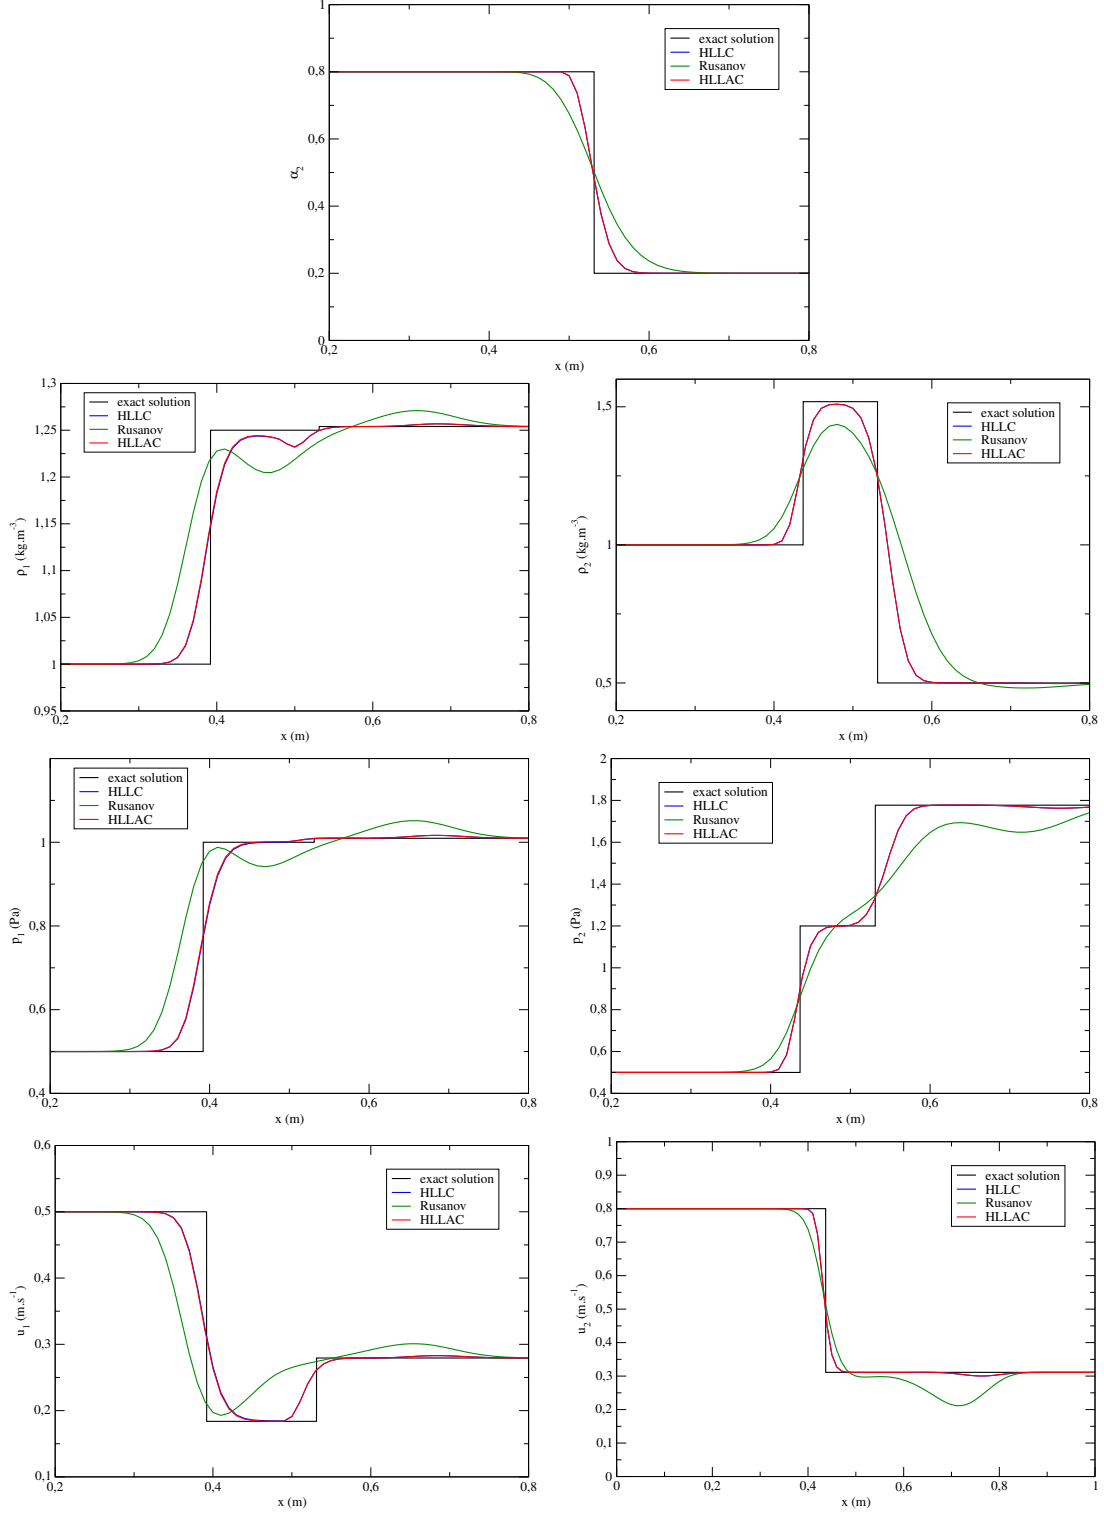 1
exact solution
HLLC
Rusanov
HLLAC
0,8
0,6
α2
0,4
0,2
0
0,2
0,4
0,6
0,8
x (m)
1,3
exact solution
HLLC
Rusanov
HLLAC
1,25
1,2
1,15
ρ1 (kg.m-3)
1,1
1,05
1
0,95
0,2
0,4
0,6
0,8
x (m)
exact solution
HLLC
Rusanov
HLLAC
1,5
ρ2 (kg.m-3)
1
0,5
0,2
0,4
0,6
0,8
x (m)
exact solution
HLLC
Rusanov
HLLAC
1
p1 (Pa)
0,8
0,6
0,4
0,2
0,4
0,6
0,8
x (m)
2
exact solution
HLLC
Rusanov
HLLAC
1,8
1,6
1,4
p2 (Pa)
1,2
1
0,8
0,6
0,4
0,2
0,4
0,6
0,8
x (m)
0,6
exact solution
HLLC
Rusanov
HLLAC
0,5
0,4
u1 (m.s-1)
0,3
0,2
0,1
0,2
0,4
0,6
0,8
x (m)
1
exact solution
HLLC
Rusanov
HLLAC
0,9
0,8
0,7
0,6
u2 (m.s-1)
0,5
0,4
0,3
0,2
0,1
0
0
0,2
0,4
0,6
0,8
1
x (m)